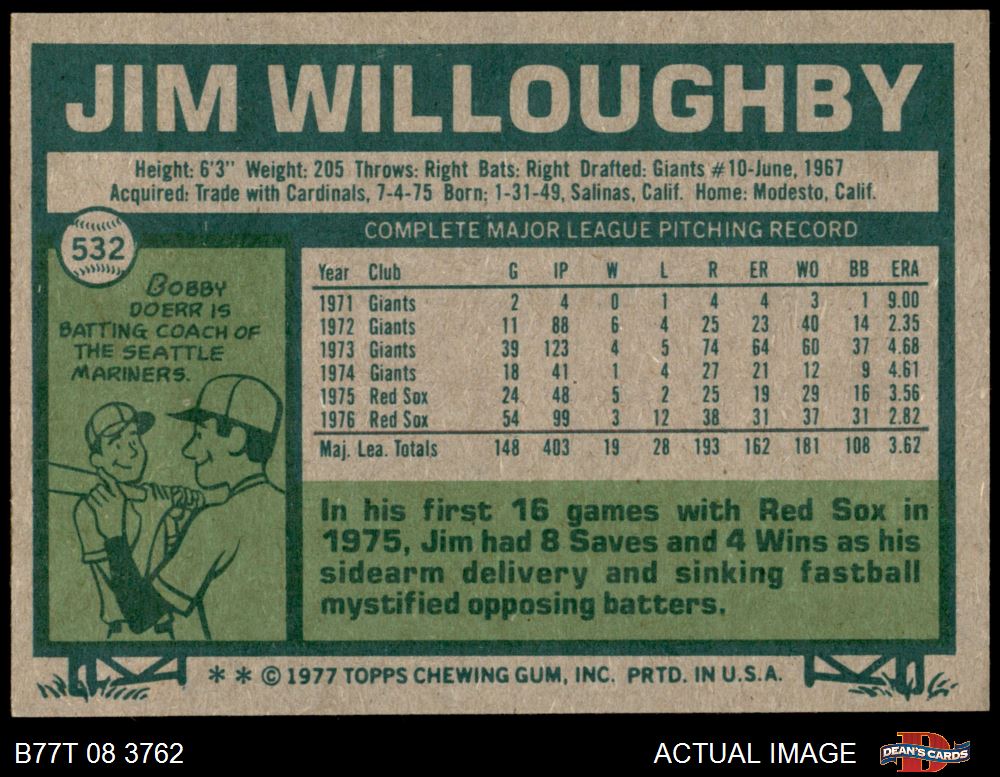 JIM WILLOUGHBY
Height: 6'3" Weight: 205 Throws: Right Bats: Right Drafted: Giants #10-June, 1967
Acquired: Trade with Cardinals, 7-4-75 Born: 1-31-49, Salinas, Calif. Home: Modesto, Calif.
532
BOBBY
DOERR IS
BATTING COACH OF
THE SEATTLE
MARINERS.
COMPLETE MAJOR LEAGUE PITCHING RECORD
Year Club G IP W L R ER WO BB ERA
1971 Giants 2 4 0 1 4 4 3 1 9.00
1972 Giants 11 88 6 4 25 23 40 14 2.35
1973 Giants 39 123 4 5 74 64 60 37 4.68
1974 Giants 18 41 1 4 27 21 12 9 4.61
1975 Red Sox 24 48 5 2 25 19 29 16 3.56
1976 Red Sox 54 99 3 12 38 31 37 31 2.82
Maj. Lea. Totals 148 403 19 28 193 162 181 108 3.62
In his first 16 games with Red Sox in
1975, Jim had 8 Saves and 4 Wins as his
sidearm delivery and sinking fastball
mystified opposing batters.
** © 1977 TOPPS CHEWING GUM, INC. PRTD. IN U.S.A.
B77T 08 3762
ACTUAL IMAGE
DEAN'S CARDS